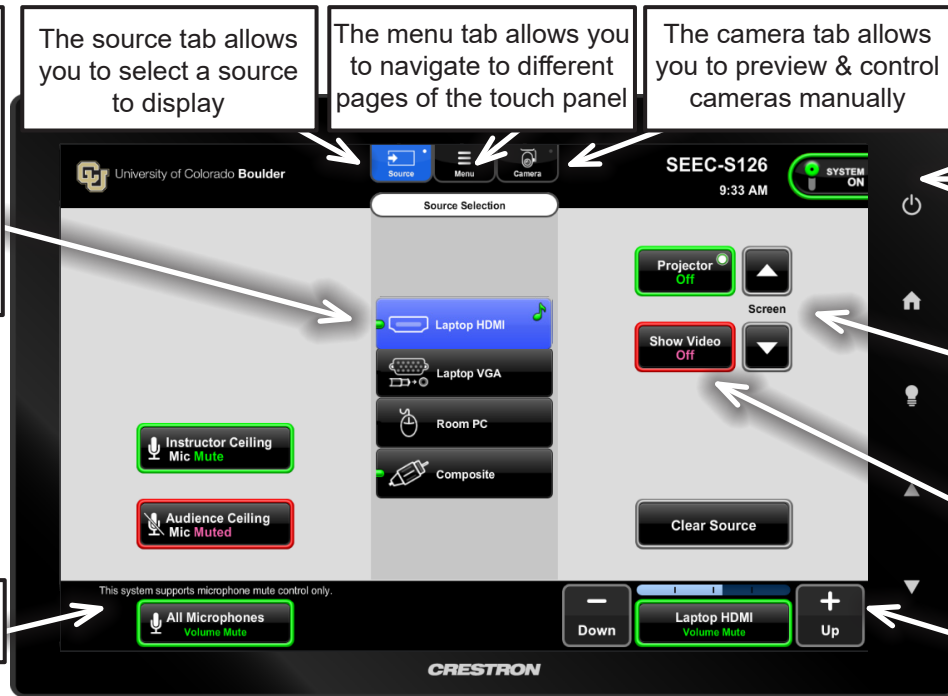 The source tab allows
you to select a source
to display
The menu tab allows you
to navigate to different
pages of the touch panel
The camera tab allows
you to preview & control
cameras manually
CU
University of Colorado Boulder
Source
Menu
Camera
SEEC-S126
9:33 AM
SYSTEM
ON
Source Selection
Laptop HDMI
Laptop VGA
Room PC
Composite
Projector
Off
Screen
Show Video
Off
Instructor Ceiling
Mic Mute
Audience Ceiling
Mic Muted
Clear Source
This system supports microphone mute control only.
All Microphones
Volume Mute
Down
Laptop HDMI
Volume Mute
Up
CRESTRON